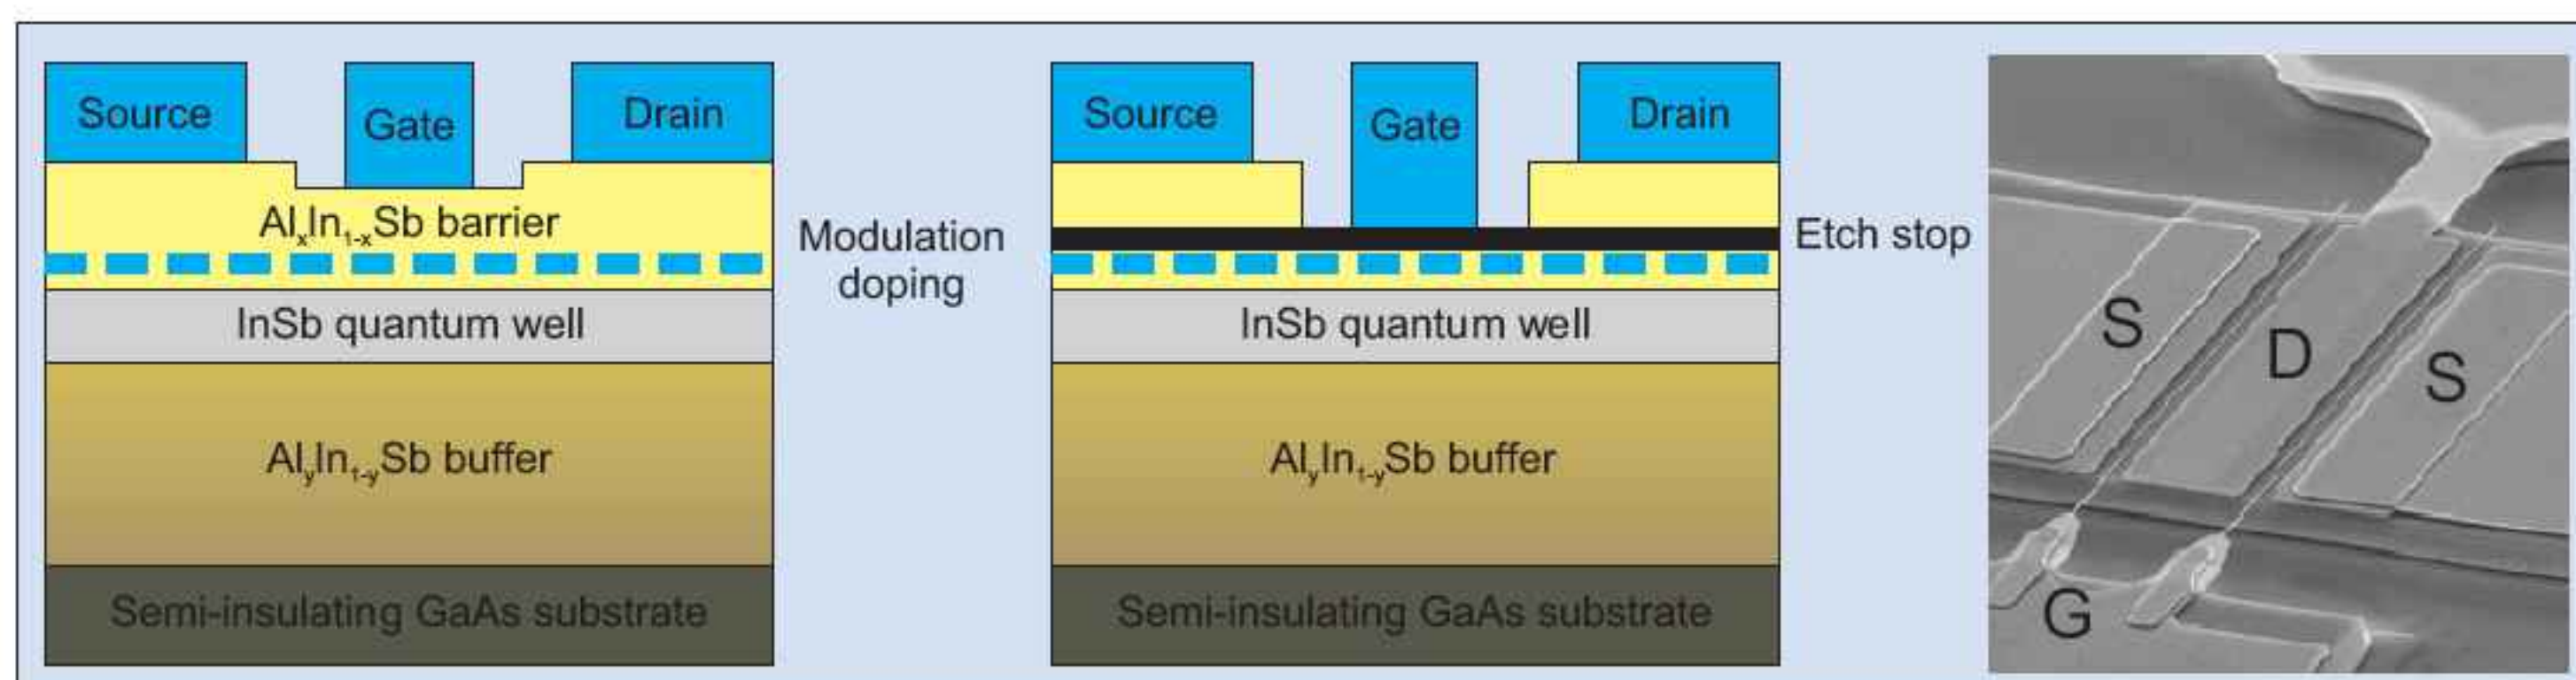 Source
Gate
Drain
AlxIn1-xSb barrier
Modulation
doping
InSb quantum well
AlyIn1-ySb buffer
Semi-insulating GaAs substrate
Source
Gate
Drain
Etch stop
InSb quantum well
AlyIn1-ySb buffer
Semi-insulating GaAs substrate
S
D
S
G